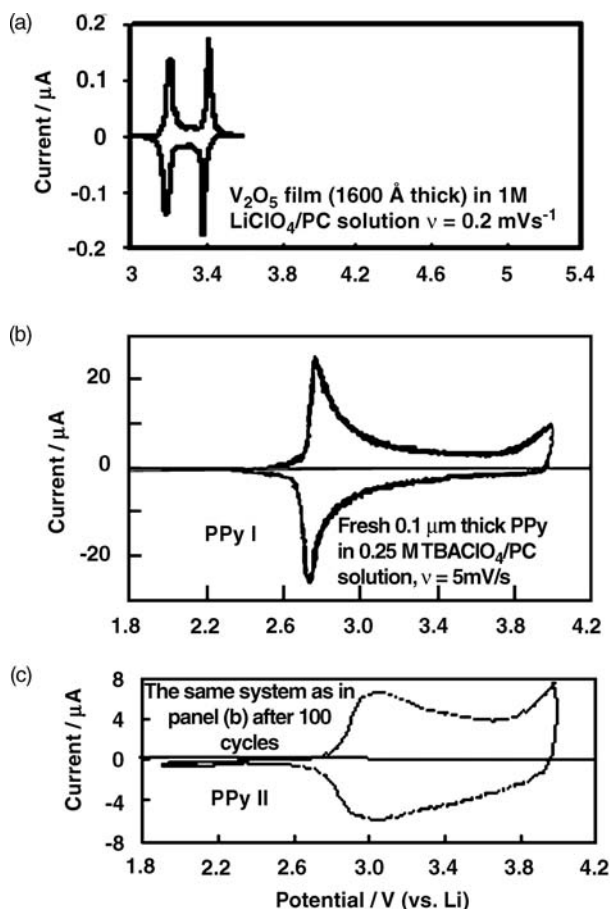 (a)
0.2
0.1
0
-0.1
-0.2
Current / µA
V₂O₅ film (1600 Å thick) in 1M
LiClO₄/PC solution ν = 0.2 mVs⁻¹
3 3.4 3.8 4.2 4.6 5 5.4
(b)
20
0
-20
Current / µA
PPy I
Fresh 0.1 µm thick PPy
in 0.25 M TBAClO₄/PC
solution, ν = 5mV/s
1.8 2.2 2.6 3.0 3.4 3.8 4.2
(c)
8
4
0
-4
-8
Current / µA
The same system as in
panel (b) after 100
cycles
PPy II
1.8 2.2 2.6 3.0 3.4 3.8 4.2
Potential / V (vs. Li)